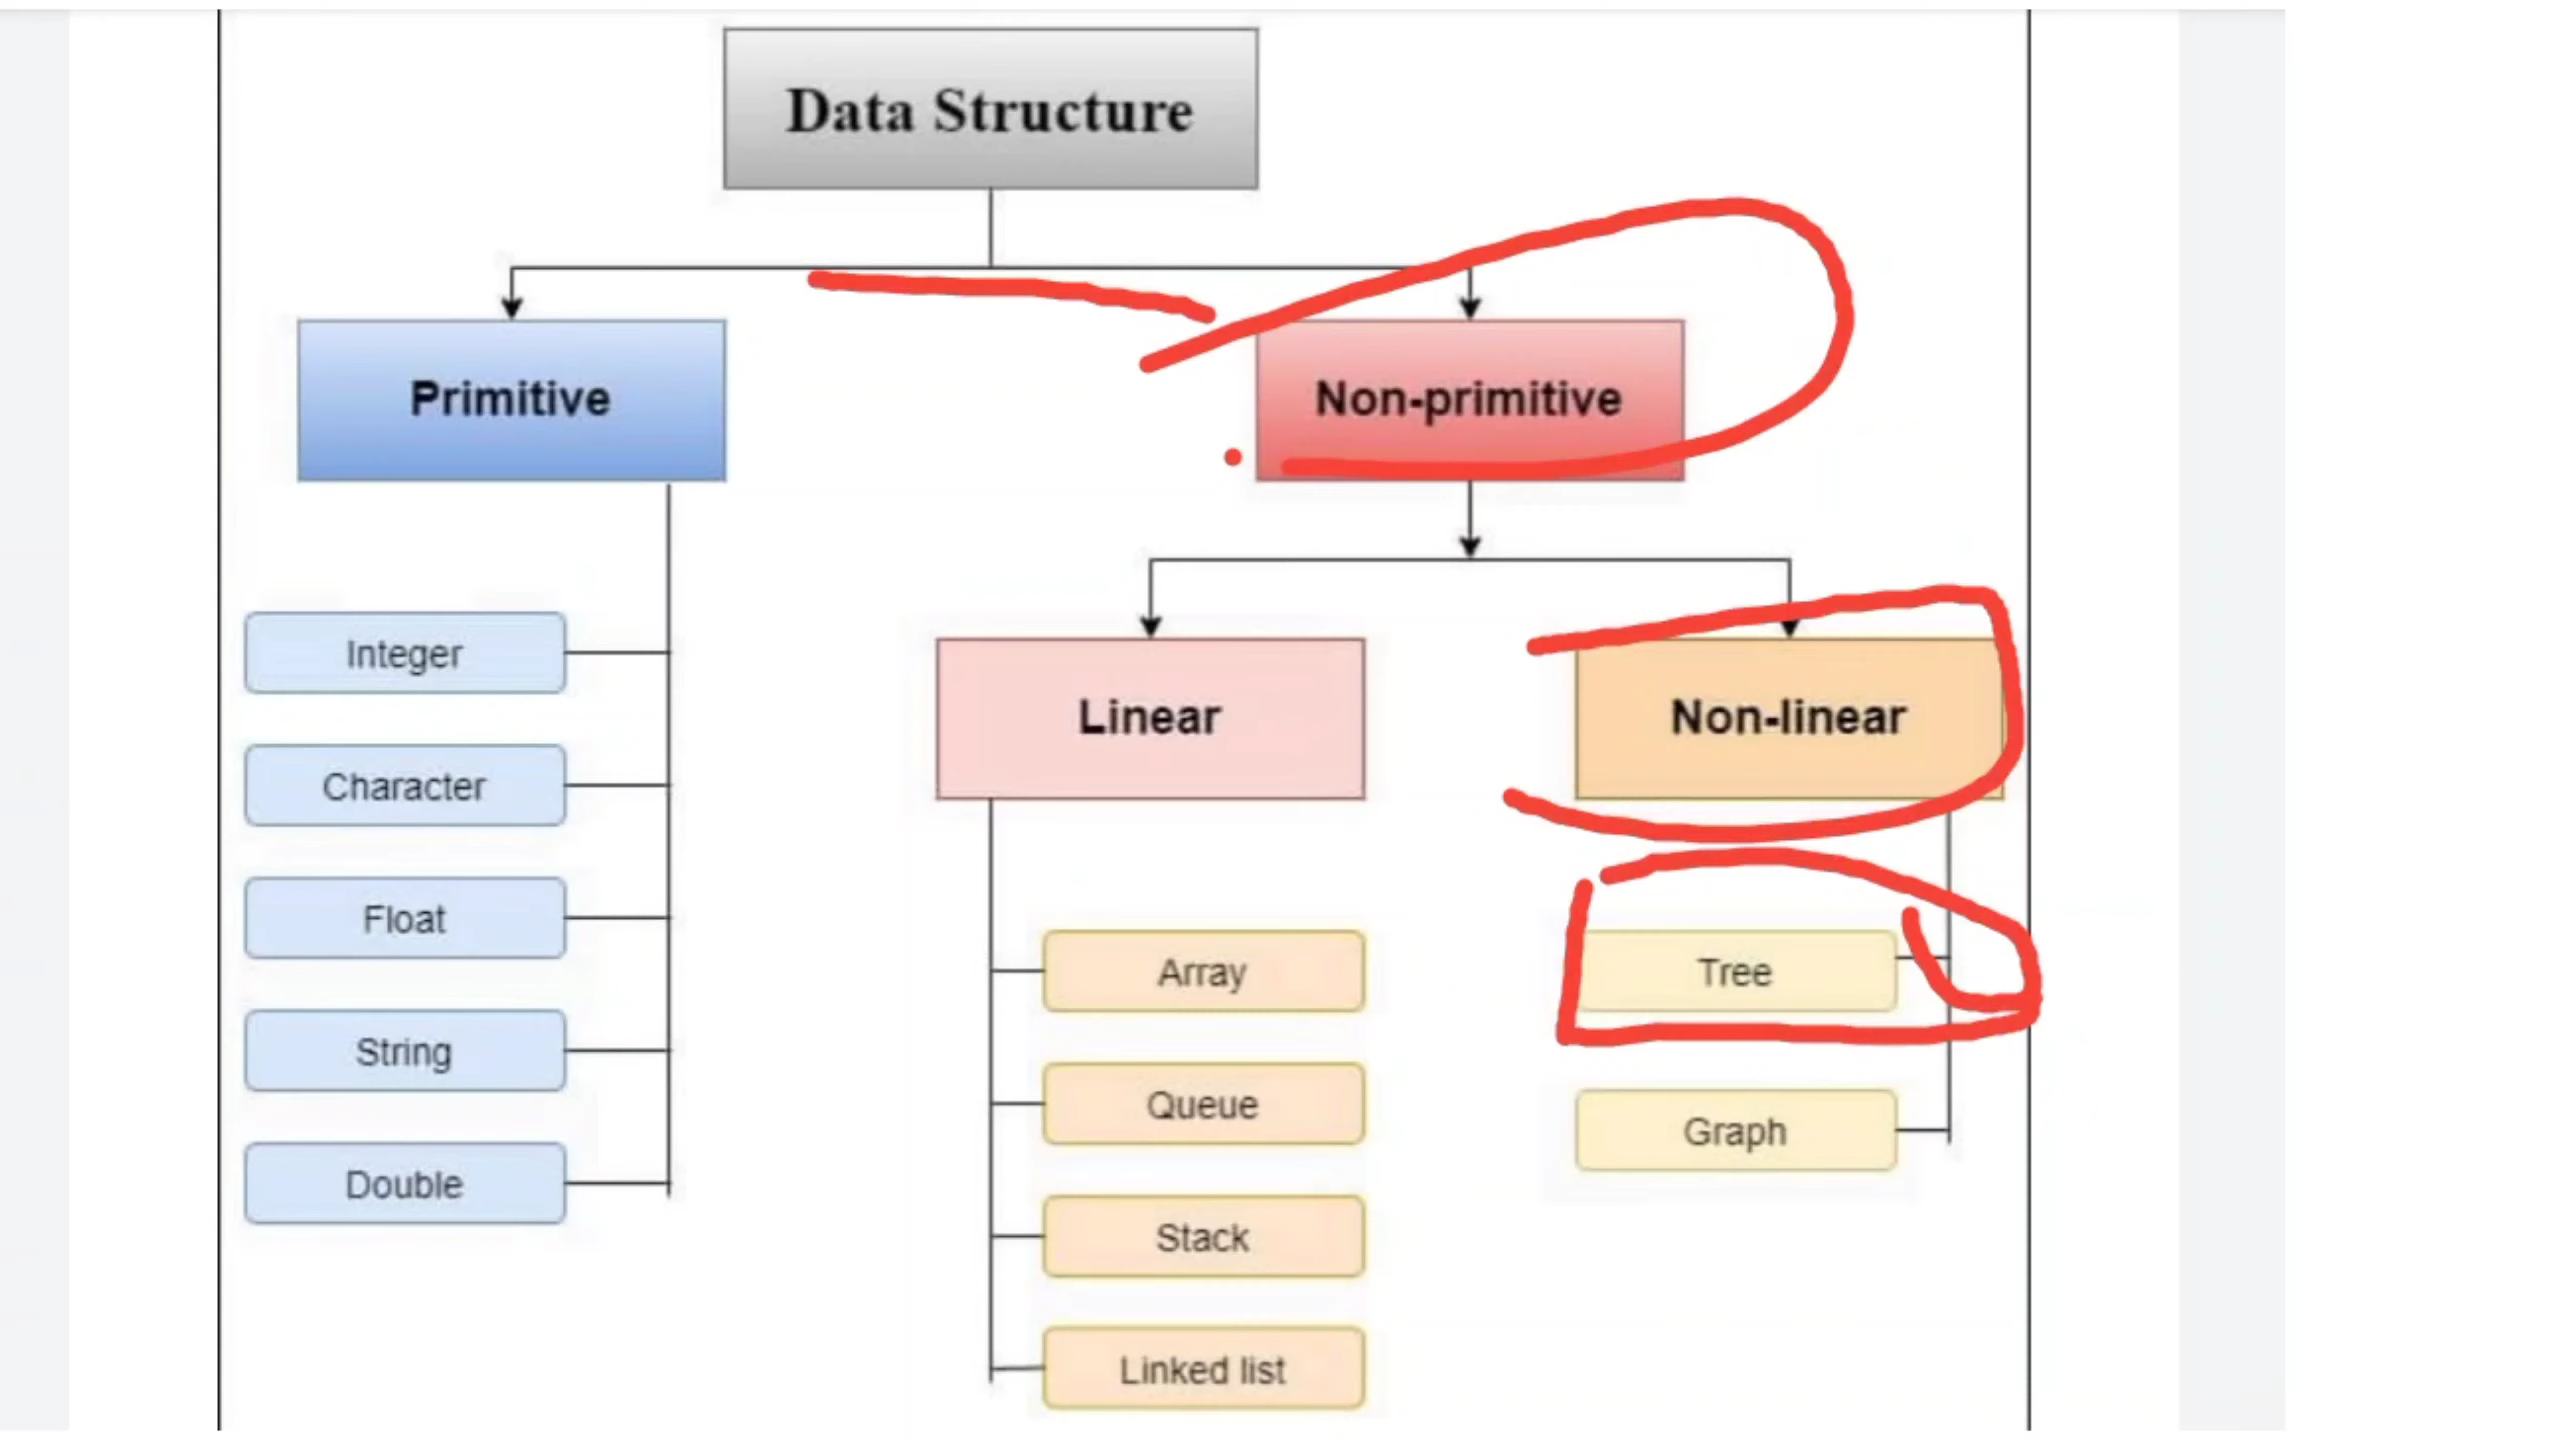 Data Structure
Primitive
Non-primitive
Integer
Character
Float
String
Double
Linear
Non-linear
Array
Queue
Stack
Linked list
Tree
Graph